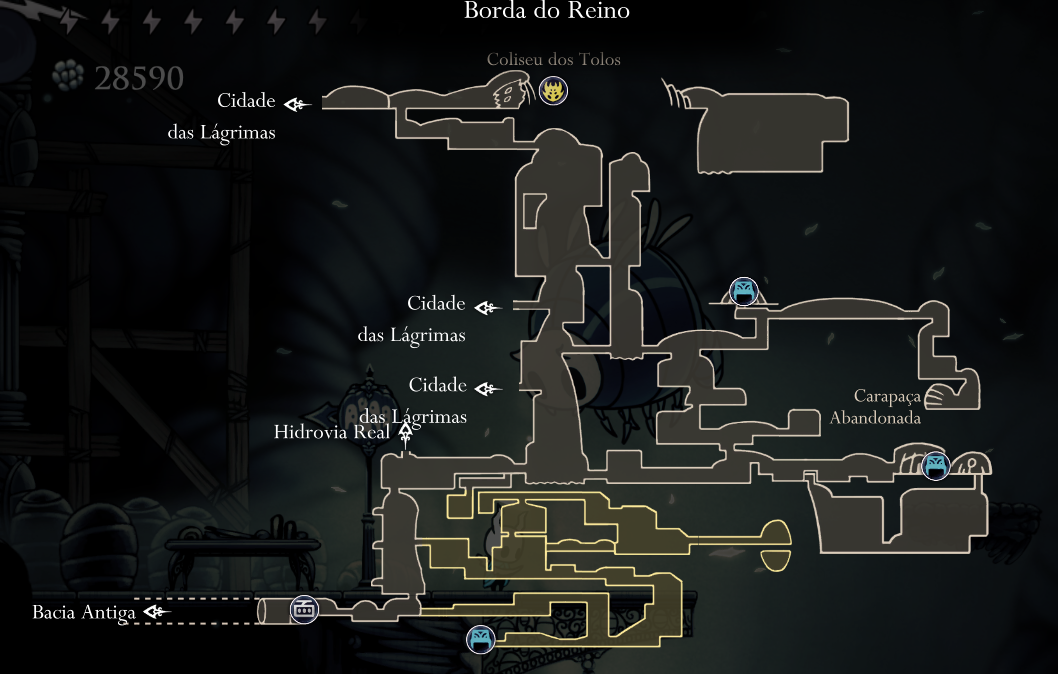 Borda do Reino
Coliseu dos Tolos
28590
Cidade
das Lágrimas
Cidade
das Lágrimas
Cidade
das Lágrimas
Carapaça
Abandonada
Hidrovia Real
Bacia Antiga